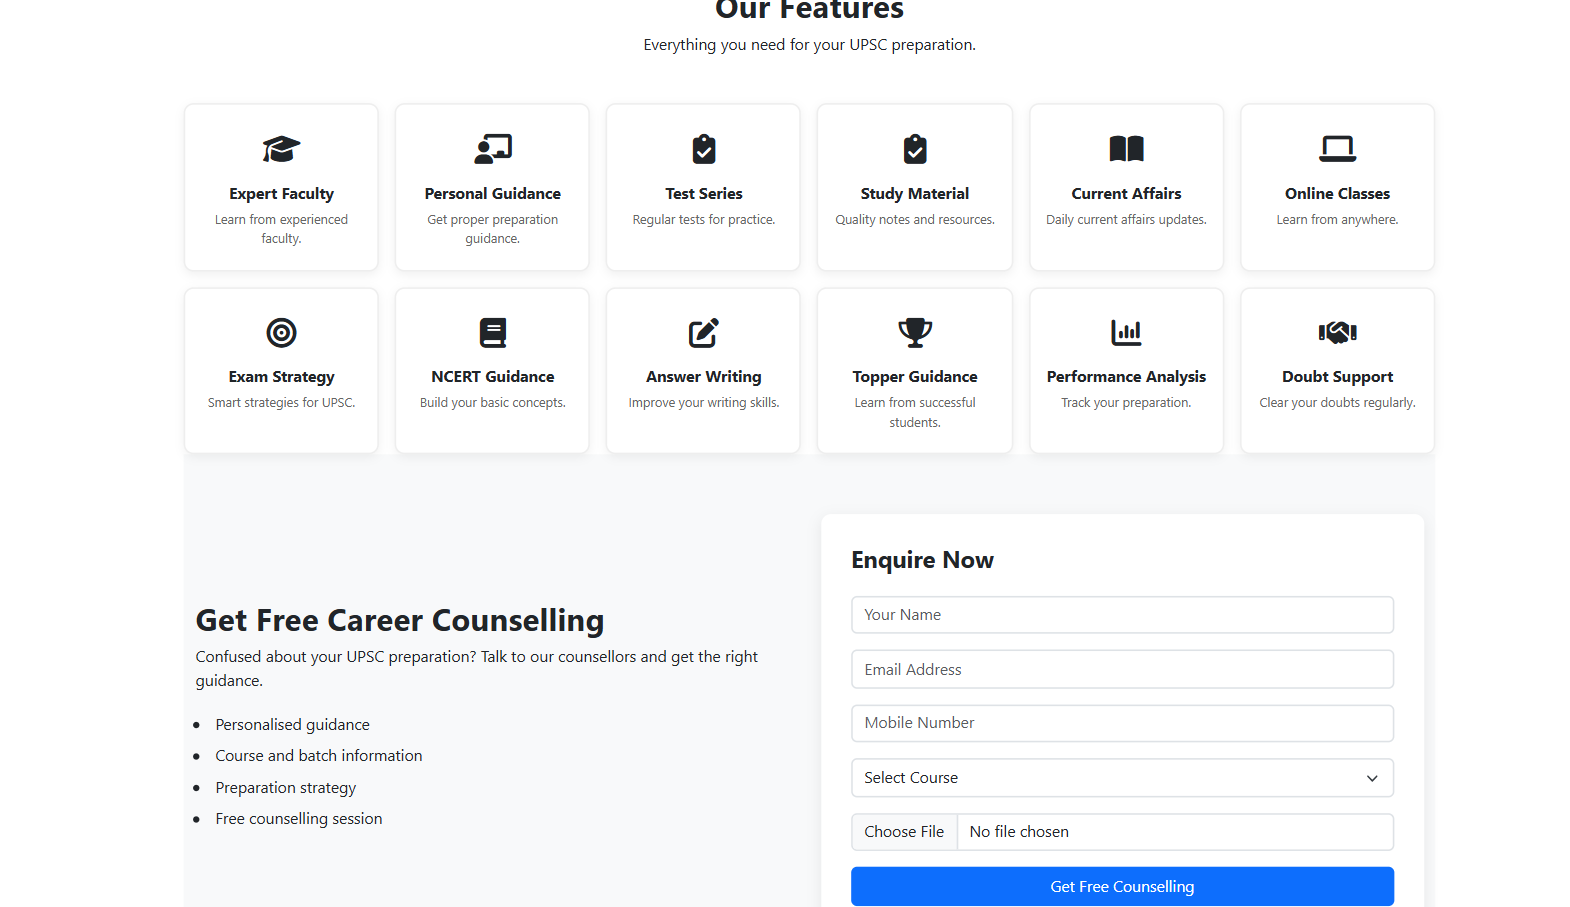 Our Features
Everything you need for your UPSC preparation.
Expert Faculty
Learn from experienced
faculty.
Personal Guidance
Get proper preparation
guidance.
Test Series
Regular tests for practice.
Study Material
Quality notes and resources.
Current Affairs
Daily current affairs updates.
Online Classes
Learn from anywhere.
Exam Strategy
Smart strategies for UPSC.
NCERT Guidance
Build your basic concepts.
Answer Writing
Improve your writing skills.
Topper Guidance
Learn from successful
students.
Performance Analysis
Track your preparation.
Doubt Support
Clear your doubts regularly.
Get Free Career Counselling
Confused about your UPSC preparation? Talk to our counsellors and get the right
guidance.
Personalised guidance
Course and batch information
Preparation strategy
Free counselling session
Enquire Now
Your Name
Email Address
Mobile Number
Select Course
Choose File No file chosen
Get Free Counselling